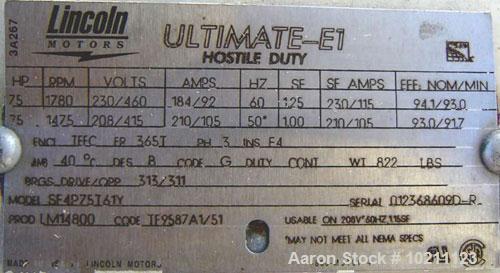 3A267
Lincoln
MOTORS
ULTIMATE-E1
HOSTILE DUTY
HP RPM VOLTS AMPS HZ SF SF AMPS EFF. NOM/MIN
75 1780 230/460 184/92 60 1.25 230/115 94.1/93.0
75 1475 208/415 210/105 50* 1.00 210/105 93.0/91.7
ENCL TEFC FR 365T PH 3 INS F4
AMB 40 °C DES B CODE G DUTY CONT WT 822 LBS
BRGS DRIVE/OPP 313/311
MODEL SF4P75T61Y SERIAL 012368609D-R
PROD LM14800 CODE TF9587A1/51 USABLE ON 208V 60HZ,1.15SF
*MAY NOT MEET ALL NEMA SPECS
MADE LINCOLN MOTORS
Aaron Stock # 10211123